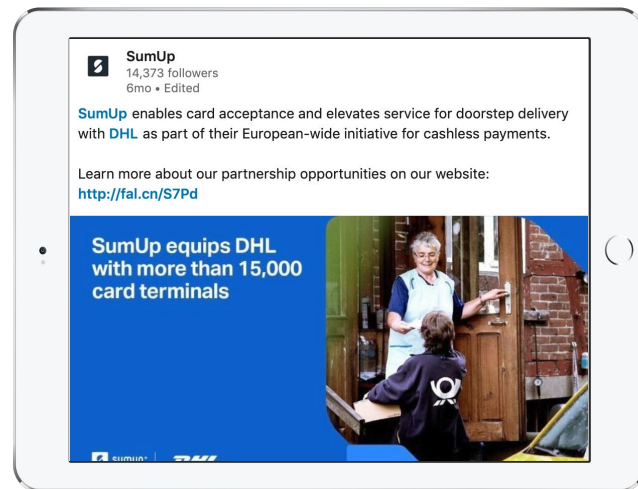 SumUp
14,373 followers
6mo • Edited
SumUp enables card acceptance and elevates service for doorstep delivery
with DHL as part of their European-wide initiative for cashless payments.
Learn more about our partnership opportunities on our website:
http://fal.cn/S7Pd
SumUp equips DHL
with more than 15,000
card terminals